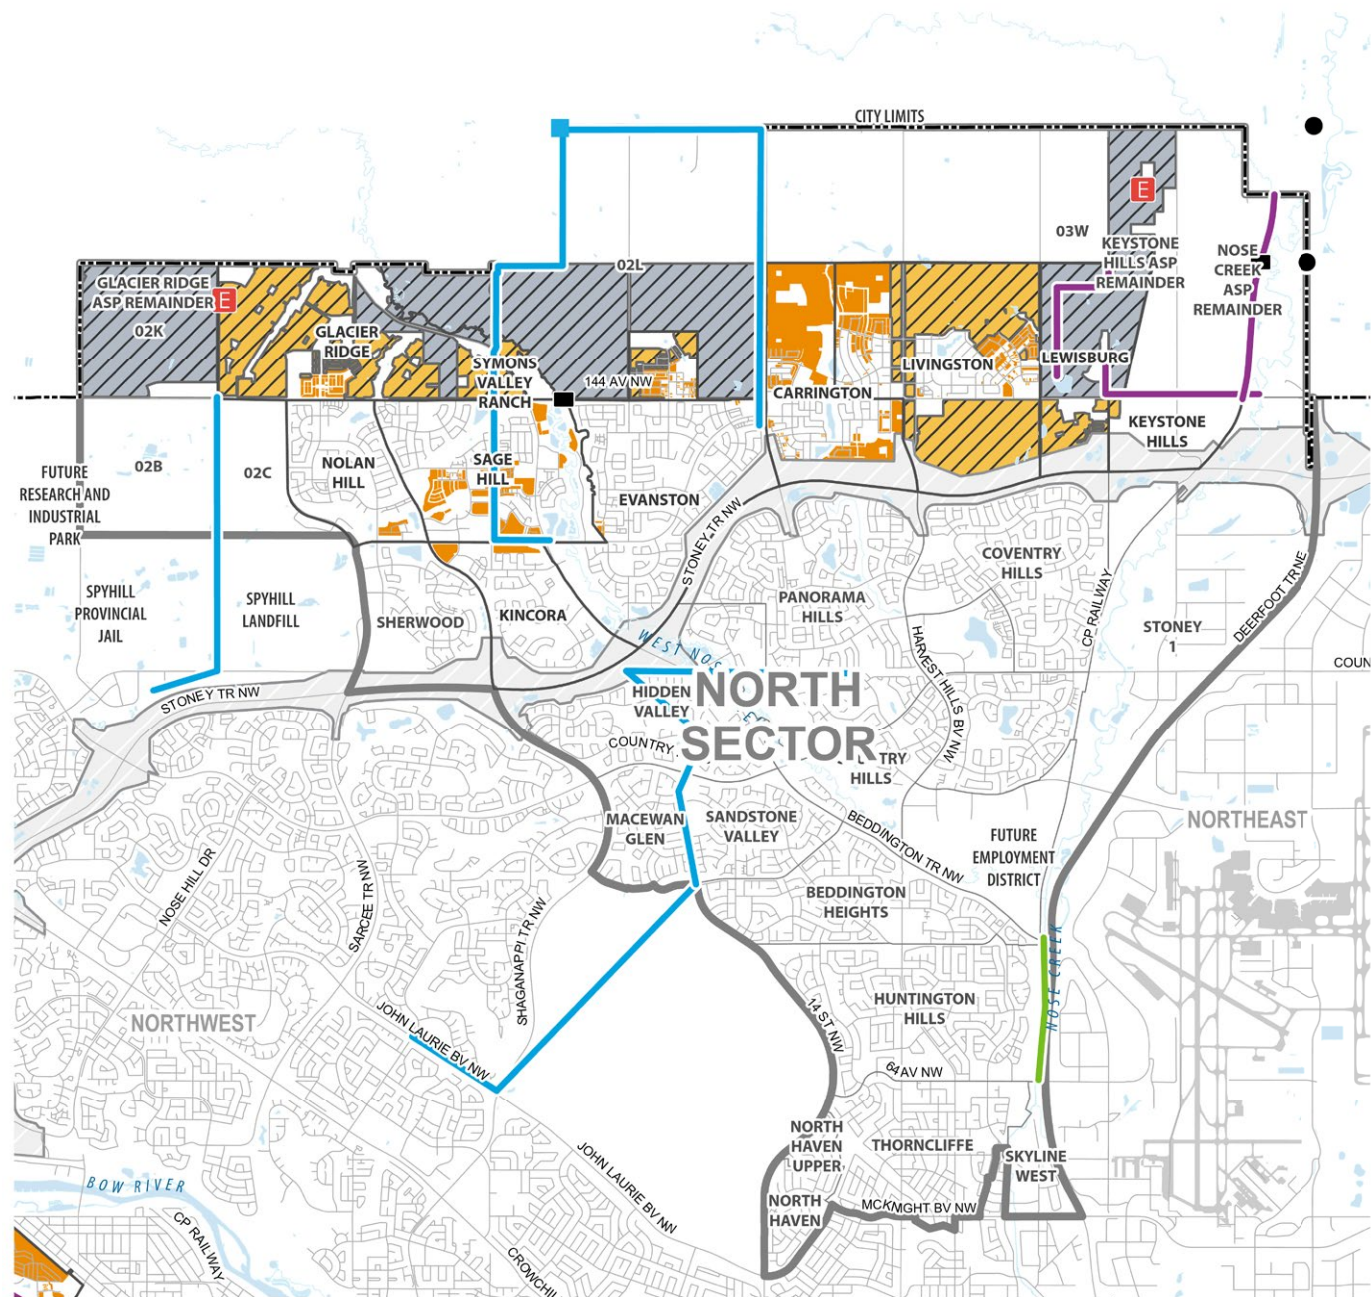 CITY LIMITS
E
03W
KEYSTONE
HILLS ASP
REMAINDER
NOSE
CREEK
ASP
REMAINDER
02L
GLACIER RIDGE
ASP REMAINDER
E
02K
GLACIER
RIDGE
SYMONS
VALLEY
RANCH
144 AV NW
CARRINGTON
LIVINGSTON
LEWISBURG
KEYSTONE
HILLS
02B
02C
NOLAN
HILL
SAGE
HILL
EVANSTON
FUTURE
RESEARCH AND
INDUSTRIAL
PARK
STONEY TR NW
COVENTRY
HILLS
CP RAILWAY
DEERFOOT TR NE
SPYHILL
PROVINCIAL
JAIL
SPYHILL
LANDFILL
SHERWOOD
KINCORA
PANORAMA
HILLS
STONEY
1
COUN
WEST NOS
HARVEST HILLS BV NW
STONEY TR NW
HIDDEN
VALLEY
NORTH
SECTOR
COUNTRY
TRY
HILLS
MACEWAN
GLEN
SANDSTONE
VALLEY
BEDDINGTON TR NW
FUTURE
EMPLOYMENT
DISTRICT
NORTHEAST
NOSE HILL DR
SARCEE TR NW
SHAGANAPPI TR NW
BEDDINGTON
HEIGHTS
NOSE CREEK
NORTHWEST
JOHN LAURIE BV NW
14 ST NW
HUNTINGTON
HILLS
64 AV NW
NORTH
HAVEN
UPPER
THORNCLIFFE
SKYLINE
WEST
JOHN LAURIE BV NW
NORTH
HAVEN
MCKNIGHT BV NW
BOW RIVER
CP RAILWAY
CROWCHI